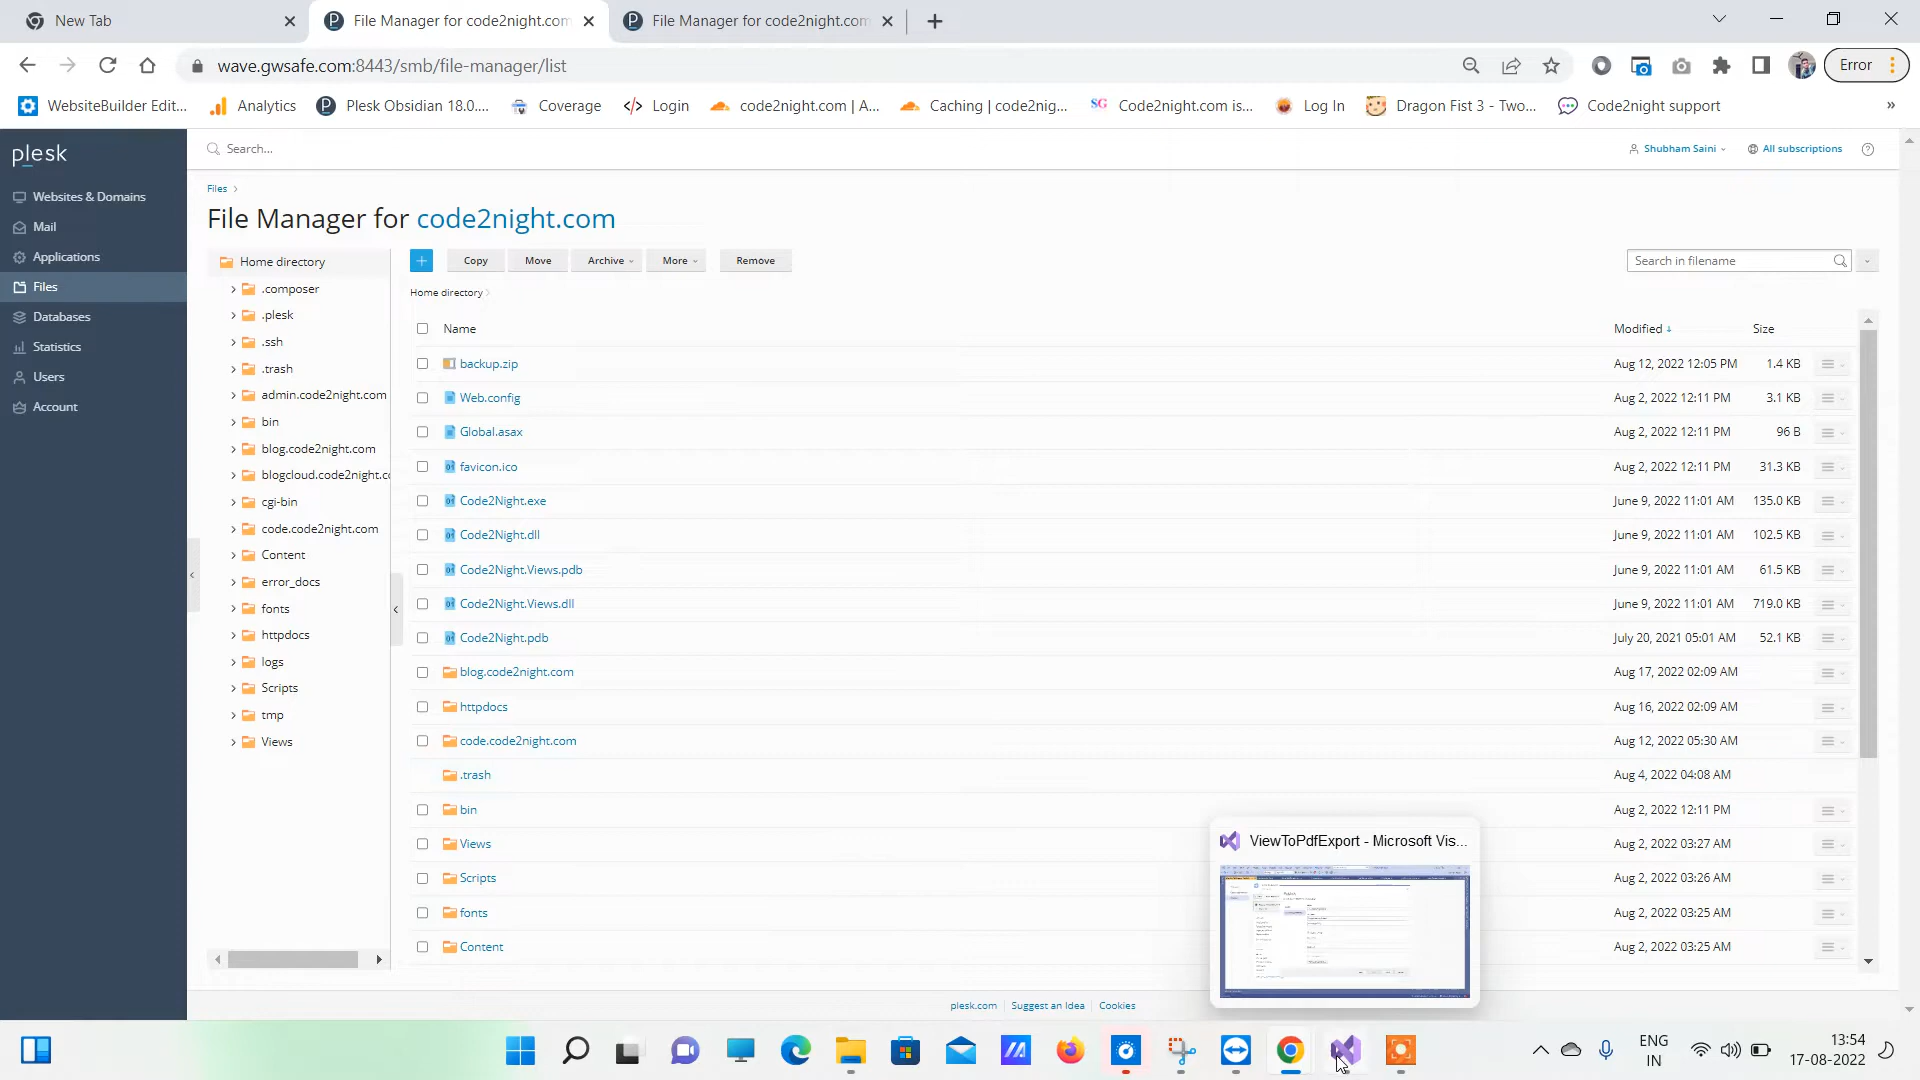 New Tab
File Manager for code2night.com
File Manager for code2night.com
wave.gwsafe.com:8443/smb/file-manager/list
Error
WebsiteBuilder Edit...
Analytics
Plesk Obsidian 18.0....
Coverage
Login
code2night.com | A...
Caching | code2nig...
SG
Code2night.com is...
Log In
Dragon Fist 3 - Two...
Code2night support
»
plesk
Search...
Shubham Saini
All subscriptions
Websites & Domains
Mail
Applications
Files
Databases
Statistics
Users
Account
Files >
File Manager for code2night.com
Copy
Move
Archive
More
Remove
Search in filename
Home directory
.composer
.plesk
.ssh
.trash
admin.code2night.com
bin
blog.code2night.com
blogcloud.code2night.co
cgi-bin
code.code2night.com
Content
error_docs
fonts
httpdocs
logs
Scripts
tmp
Views
Home directory >
Name Modified Size
backup.zip Aug 12, 2022 12:05 PM 1.4 KB
Web.config Aug 2, 2022 12:11 PM 3.1 KB
Global.asax Aug 2, 2022 12:11 PM 96 B
favicon.ico Aug 2, 2022 12:11 PM 31.3 KB
Code2Night.exe June 9, 2022 11:01 AM 135.0 KB
Code2Night.dll June 9, 2022 11:01 AM 102.5 KB
Code2Night.Views.pdb June 9, 2022 11:01 AM 61.5 KB
Code2Night.Views.dll June 9, 2022 11:01 AM 719.0 KB
Code2Night.pdb July 20, 2021 05:01 AM 52.1 KB
blog.code2night.com Aug 17, 2022 02:09 AM
httpdocs Aug 16, 2022 02:09 AM
code.code2night.com Aug 12, 2022 05:30 AM
.trash Aug 4, 2022 04:08 AM
bin Aug 2, 2022 12:11 PM
Views Aug 2, 2022 03:27 AM
Scripts Aug 2, 2022 03:26 AM
fonts Aug 2, 2022 03:25 AM
Content Aug 2, 2022 03:25 AM
ViewToPdfExport - Microsoft Vis...
plesk.com
Suggest an Idea
Cookies
ENG
IN
13:54
17-08-2022